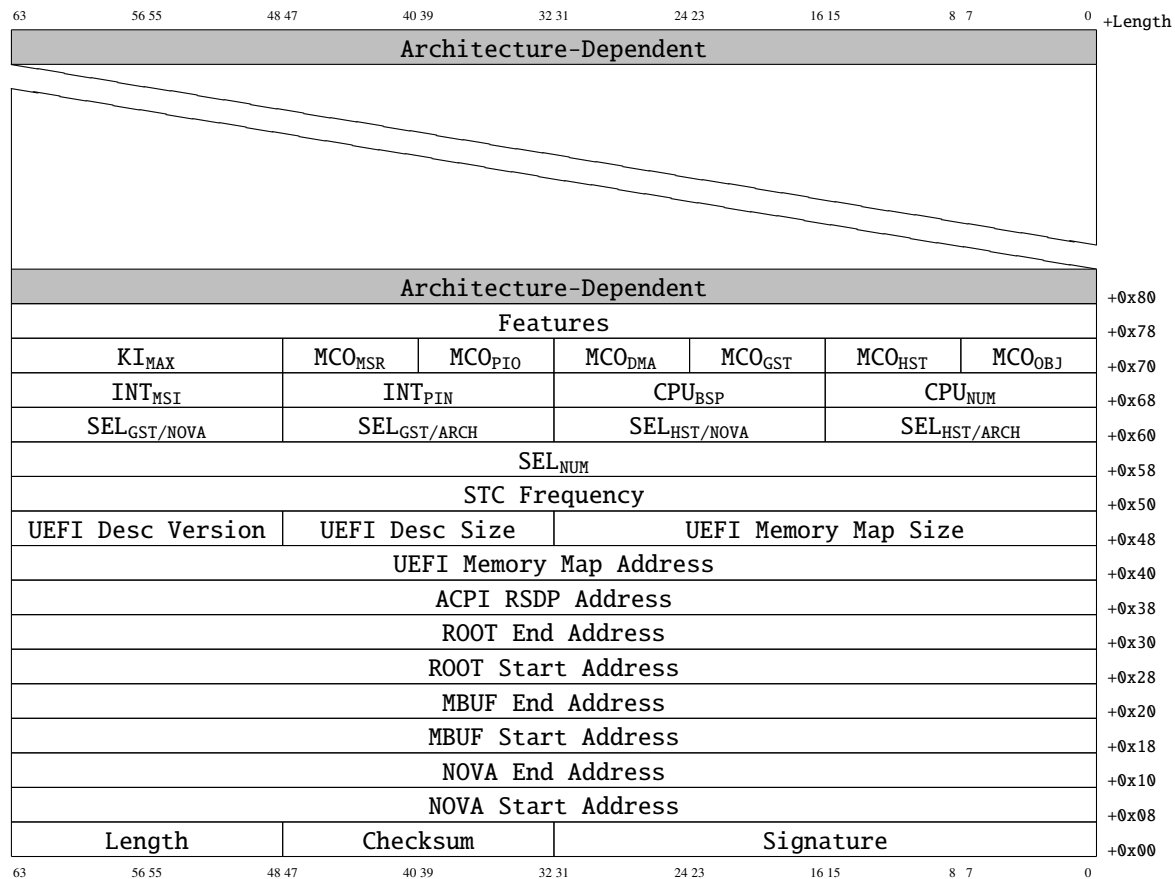 63 56 55 48 47 40 39 32 31 24 23 16 15 8 7 0 +Length
Architecture-Dependent
Architecture-Dependent
+0x80
Features
+0x78
KI_MAX MCO_MSR MCO_PIO MCO_DMA MCO_GST MCO_HST MCO_OBJ
+0x70
INT_MSI INT_PIN CPU_BSP CPU_NUM
+0x68
SEL_GST/NOVA SEL_GST/ARCH SEL_HST/NOVA SEL_HST/ARCH
+0x60
SEL_NUM
+0x58
STC Frequency
+0x50
UEFI Desc Version UEFI Desc Size UEFI Memory Map Size
+0x48
UEFI Memory Map Address
+0x40
ACPI RSDP Address
+0x38
ROOT End Address
+0x30
ROOT Start Address
+0x28
MBUF End Address
+0x20
MBUF Start Address
+0x18
NOVA End Address
+0x10
NOVA Start Address
+0x08
Length Checksum Signature
+0x00
63 56 55 48 47 40 39 32 31 24 23 16 15 8 7 0